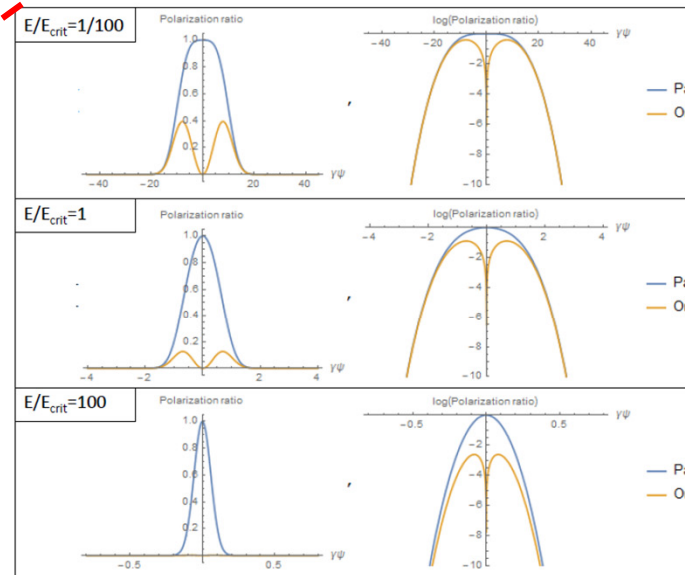 E/Ecrit=1/100
Polarization ratio
1.0
0.8
0.6
0.4
0.2
-40 -20 20 40 γψ
,
log(Polarization ratio)
-40 -20 20 40 γψ
-2
-4
-6
-8
-10
E/Ecrit=1
Polarization ratio
1.0
0.8
0.6
0.4
0.2
-4 -2 2 4 γψ
,
log(Polarization ratio)
-4 -2 2 4 γψ
-2
-4
-6
-8
-10
E/Ecrit=100
Polarization ratio
1.0
0.8
0.6
0.4
0.2
-0.5 0.5 γψ
,
log(Polarization ratio)
-0.5 0.5 γψ
-2
-4
-6
-8
-10